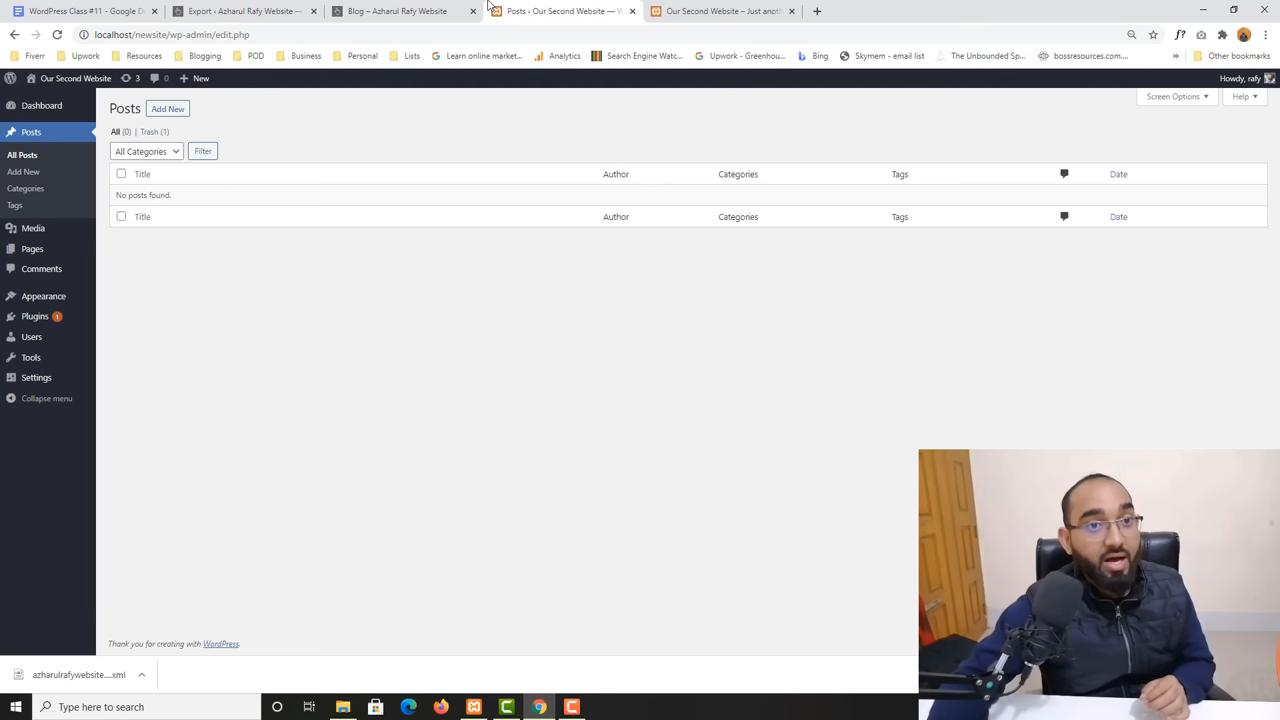 WordPress Class #11 - Google D
Export ‹ Azharul Rafy Website —
Blog – Azharul Rafy Website
Posts ‹ Our Second Website — W
Our Second Website – Just anoth
localhost/newsite/wp-admin/edit.php
Fiverr
Upwork
Resources
Blogging
POD
Business
Personal
Lists
Learn online market...
Analytics
Search Engine Watc...
Upwork - Greenhou...
Bing
Skymem - email list
The Unbounded Sp...
bossresources.com...
»
Other bookmarks
Our Second Website
3
0
New
Howdy, rafy
Dashboard
Posts
All Posts
Add New
Categories
Tags
Media
Pages
Comments
Appearance
Plugins 1
Users
Tools
Settings
Collapse menu
Posts
Add New
Screen Options
Help
All (0) | Trash (1)
All Categories
Filter
Title
Author
Categories
Tags
Date
No posts found.
Title
Author
Categories
Tags
Date
Thank you for creating with WordPress.
azharulrafywebsite....xml
Type here to search